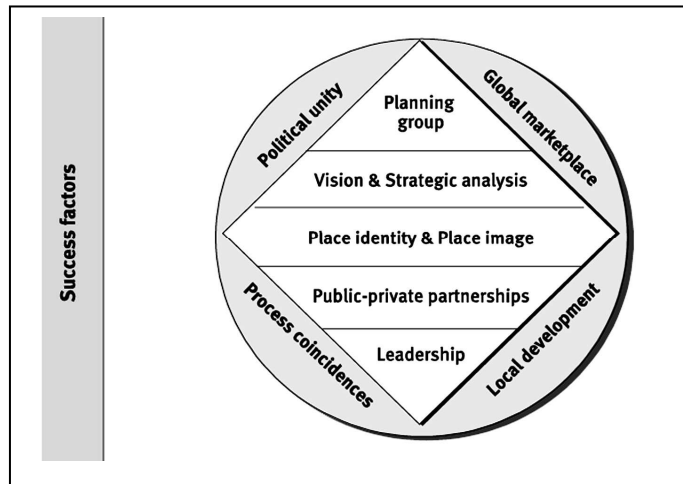 Success factors
Political unity
Global marketplace
Planning
group
Vision & Strategic analysis
Place identity & Place image
Public-private partnerships
Leadership
Process coincidences
Local development